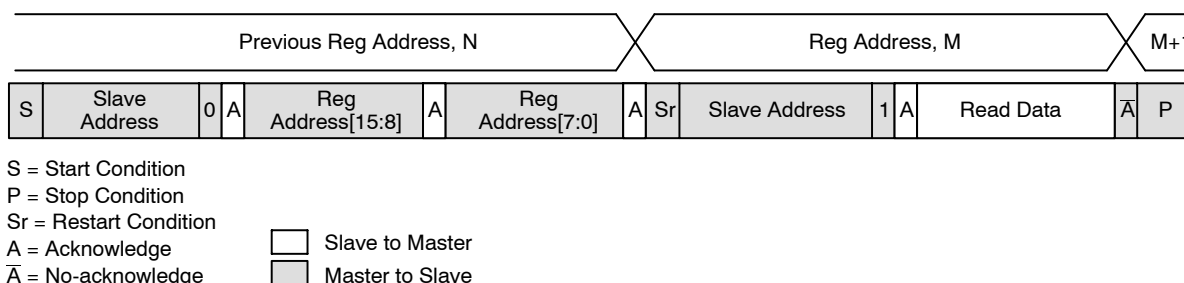 Previous Reg Address, N Reg Address, M M+1
S Slave Address 0 A Reg Address[15:8] A Reg Address[7:0] A Sr Slave Address 1 A Read Data A̅ P
S = Start Condition
P = Stop Condition
Sr = Restart Condition
A = Acknowledge
A̅ = No-acknowledge
Slave to Master
Master to Slave